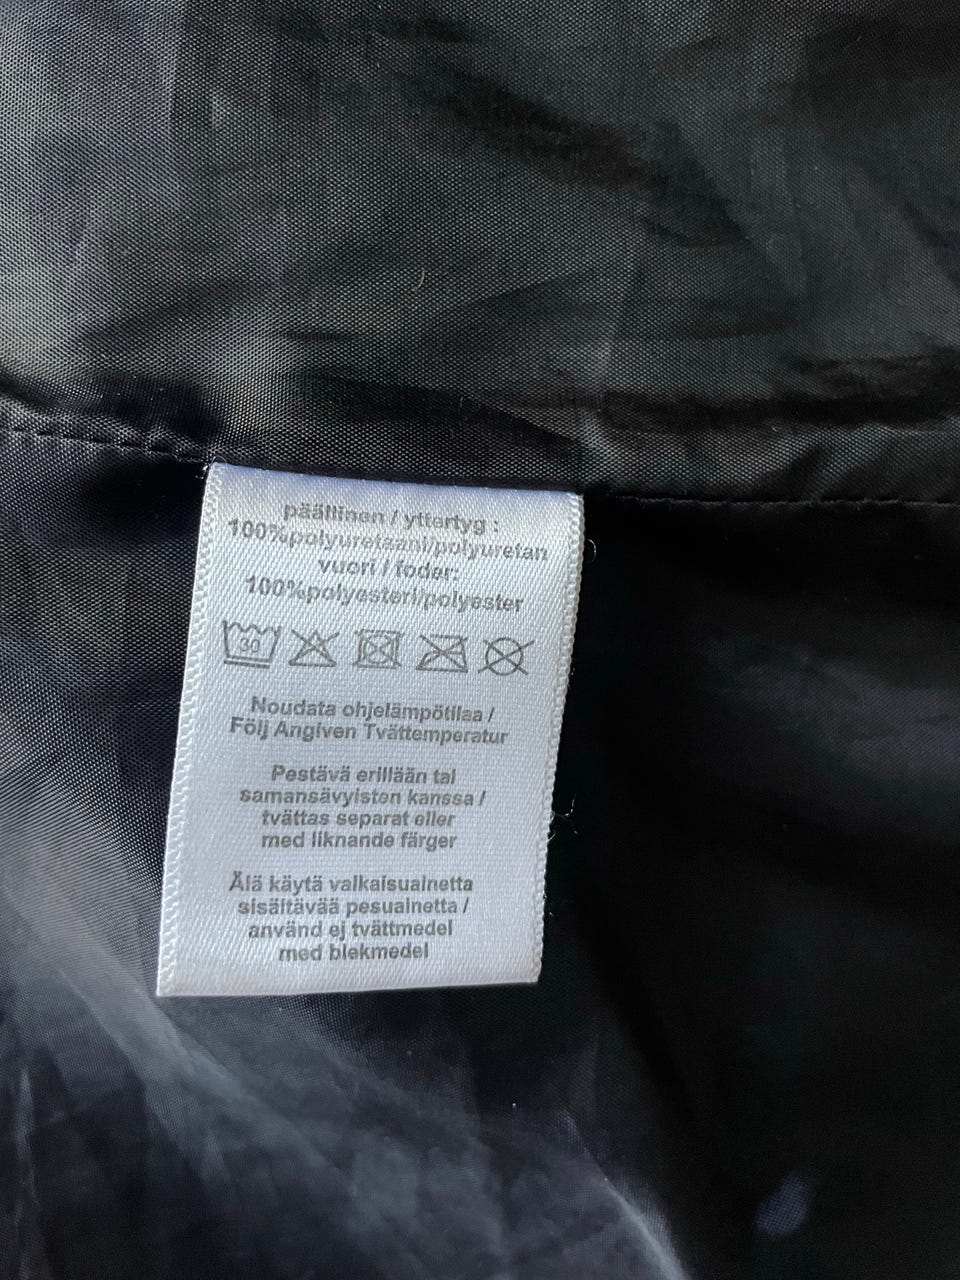 päällinen / yttertyg :
100%polyuretaani/polyuretan
vuori / foder:
100%polyesteri/polyester
30
Noudata ohjelämpötilaa /
Följ Angiven Tvättemperatur
Pestävä erillään tai
samansävyisten kanssa /
tvättas separat eller
med liknande färger
Älä käytä valkaisuainetta
sisältävää pesuainetta /
använd ej tvättmedel
med blekmedel